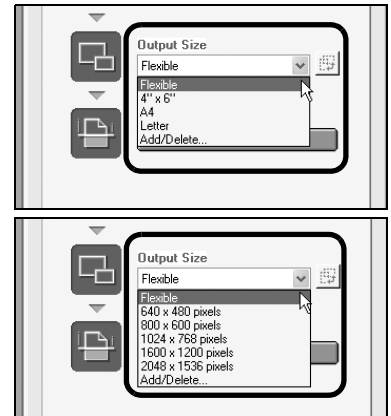 Output Size
Flexible
Flexible
4" x 6"
A4
Letter
Add/Delete...
Output Size
Flexible
Flexible
640 x 480 pixels
800 x 600 pixels
1024 x 768 pixels
1600 x 1200 pixels
2048 x 1536 pixels
Add/Delete...